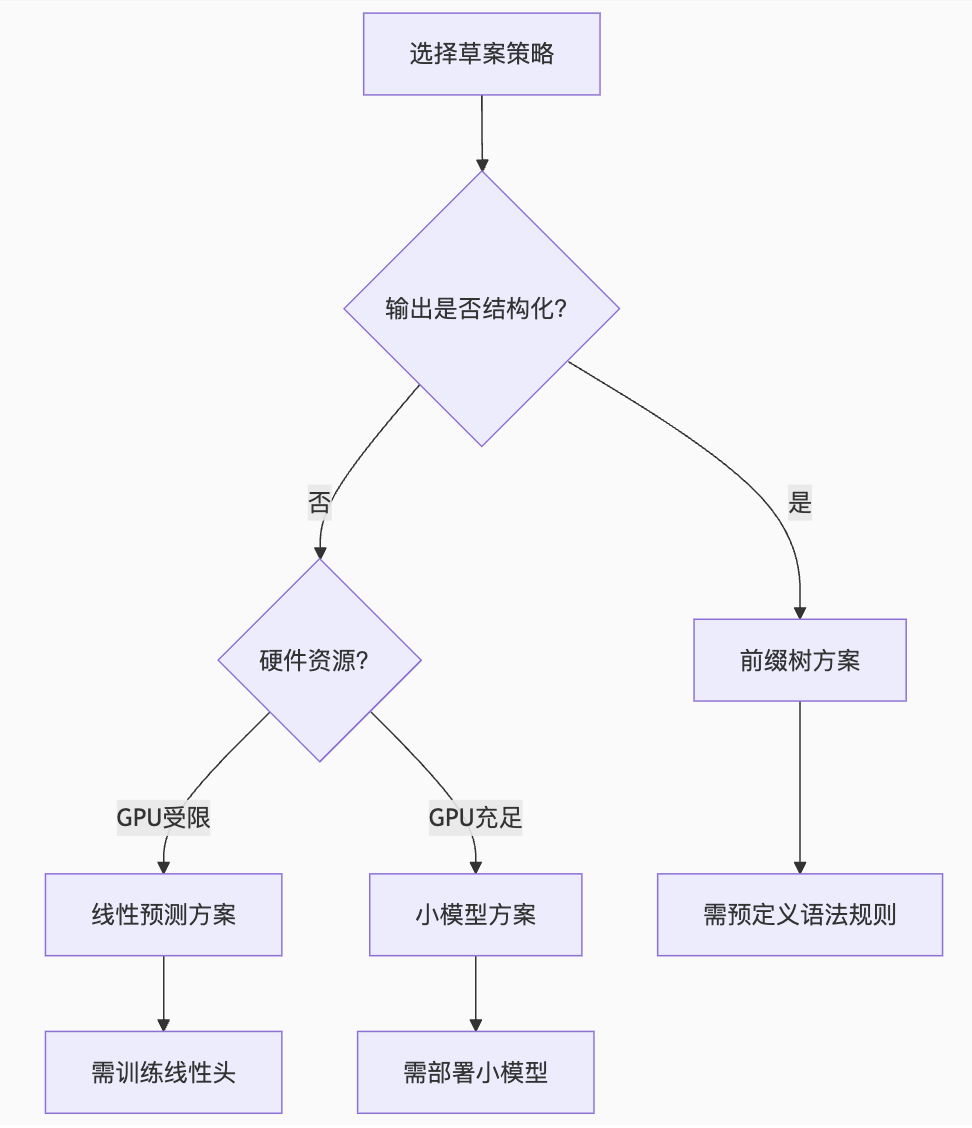 选择草案策略
输出是否结构化?
否
是
硬件资源?
前缀树方案
GPU受限
GPU充足
线性预测方案
小模型方案
需预定义语法规则
需训练线性头
需部署小模型